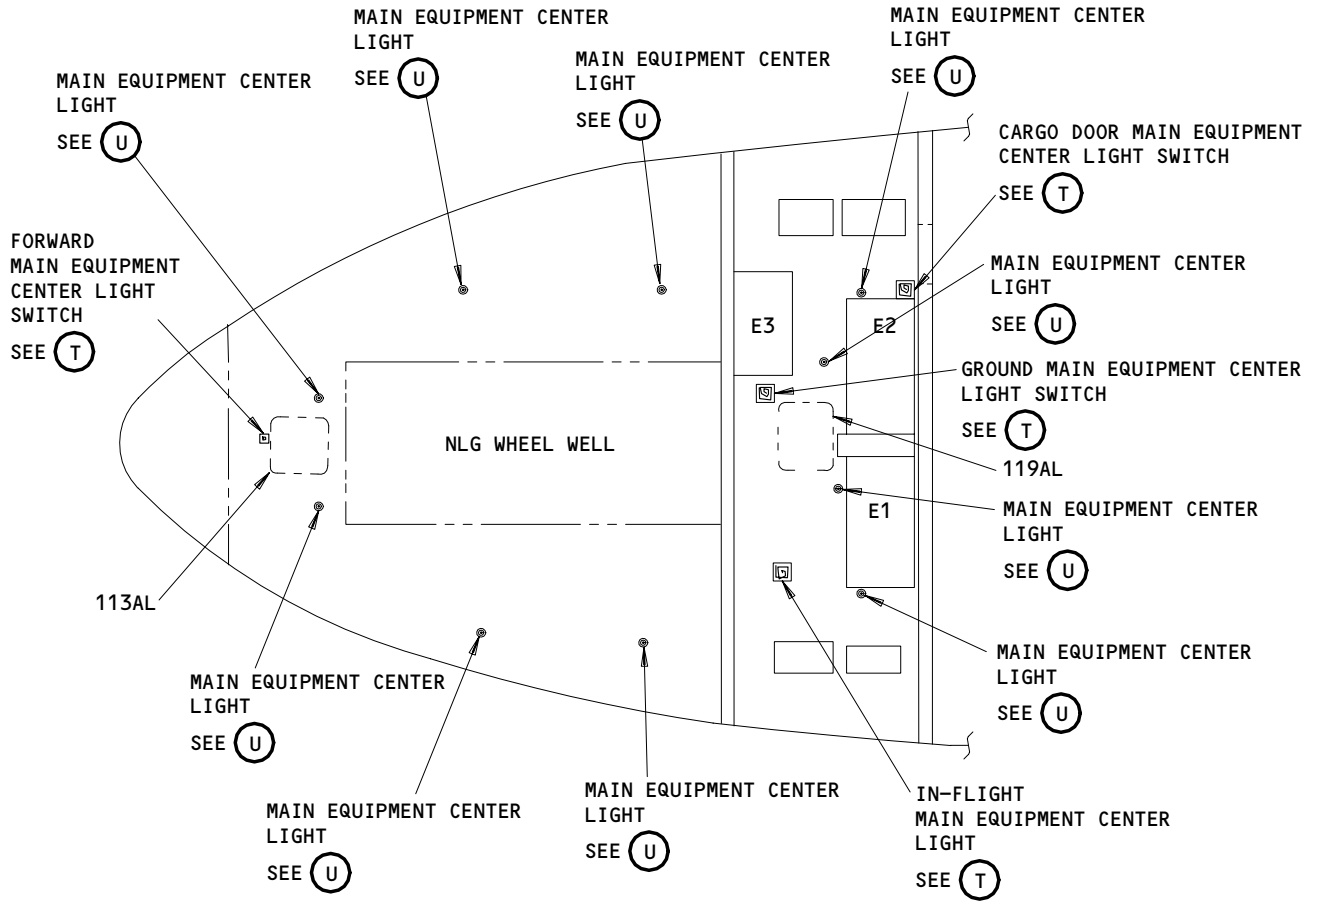 MAIN EQUIPMENT CENTER
LIGHT
SEE U
MAIN EQUIPMENT CENTER
LIGHT
SEE U
MAIN EQUIPMENT CENTER
LIGHT
SEE U
MAIN EQUIPMENT CENTER
LIGHT
SEE U
CARGO DOOR MAIN EQUIPMENT
CENTER LIGHT SWITCH
SEE T
FORWARD
MAIN EQUIPMENT
CENTER LIGHT
SWITCH
SEE T
MAIN EQUIPMENT CENTER
LIGHT
SEE U
E3
E2
GROUND MAIN EQUIPMENT CENTER
LIGHT SWITCH
SEE T
NLG WHEEL WELL
119AL
E1
MAIN EQUIPMENT CENTER
LIGHT
SEE U
113AL
MAIN EQUIPMENT CENTER
LIGHT
SEE U
MAIN EQUIPMENT CENTER
LIGHT
SEE U
MAIN EQUIPMENT CENTER
LIGHT
SEE U
MAIN EQUIPMENT CENTER
LIGHT
SEE U
IN-FLIGHT
MAIN EQUIPMENT CENTER
LIGHT
SEE T